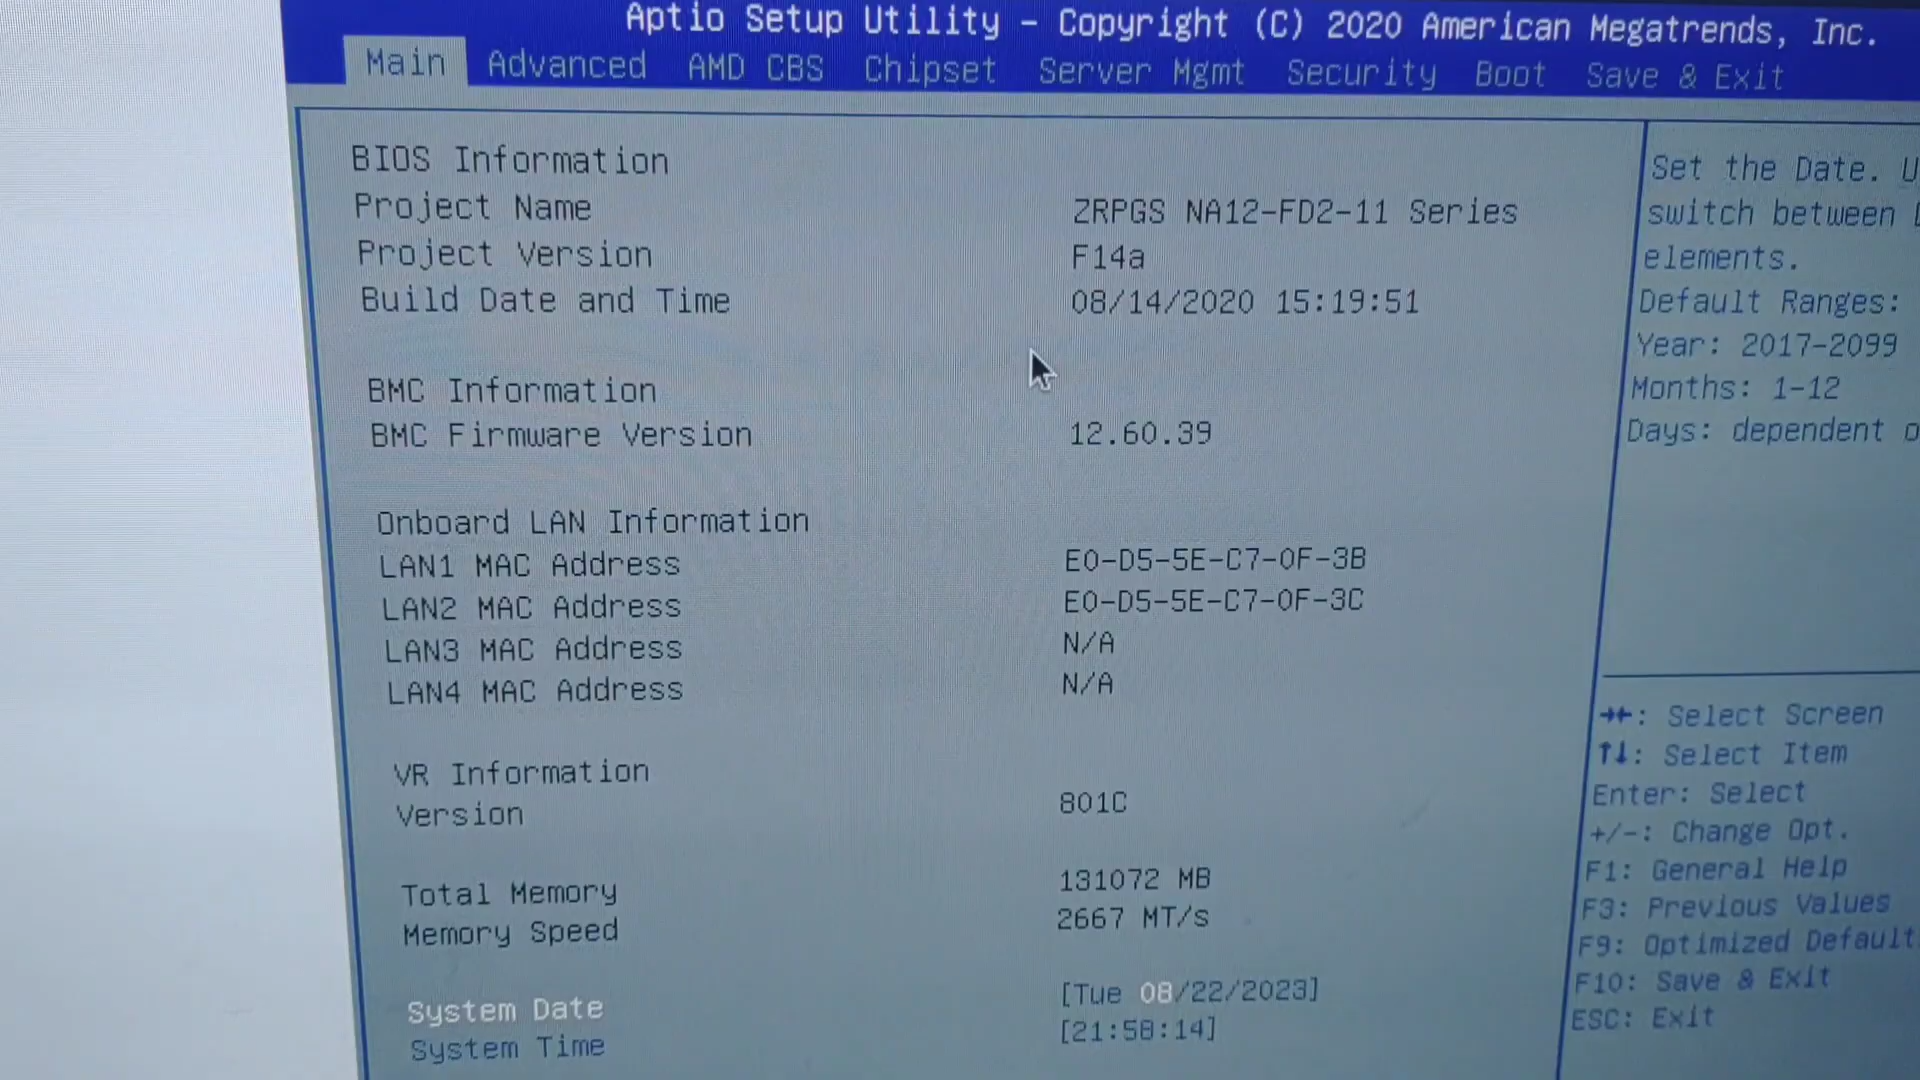 Aptio Setup Utility – Copyright (C) 2020 American Megatrends, Inc.
Main Advanced AMD CBS Chipset Server Mgmt Security Boot Save & Exit
BIOS Information
Project Name ZRPGS NA12-FD2-11 Series
Project Version F14a
Build Date and Time 08/14/2020 15:19:51
BMC Information
BMC Firmware Version 12.60.39
Onboard LAN Information
LAN1 MAC Address E0-D5-5E-C7-0F-3B
LAN2 MAC Address E0-D5-5E-C7-0F-3C
LAN3 MAC Address N/A
LAN4 MAC Address N/A
VR Information
Version 801C
Total Memory 131072 MB
Memory Speed 2667 MT/s
System Date [Tue 08/22/2023]
System Time [21:58:14]
Set the Date. U
switch between
elements.
Default Ranges:
Year: 2017-2099
Months: 1-12
Days: dependent o
→←: Select Screen
↑↓: Select Item
Enter: Select
+/-: Change Opt.
F1: General Help
F3: Previous Values
F9: Optimized Default
F10: Save & Exit
ESC: Exit